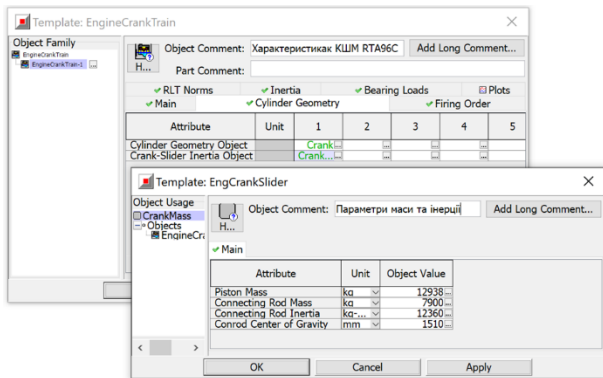 Template: EngineCrankTrain
Object Family
EngineCrankTrain
EngineCrankTrain-1
H...
Object Comment: Характеристикак КШМ RTA96C Add Long Comment...
Part Comment:
RLT Norms Inertia Bearing Loads Plots
Main Cylinder Geometry Firing Order
Attribute Unit 1 2 3 4 5
Cylinder Geometry Object Crank
Crank-Slider Inertia Object Crank...
Template: EngCrankSlider
Object Usage
CrankMass
Objects
EngineCra
H...
Object Comment: Параметри маси та інерції Add Long Comment...
Main
Attribute Unit Object Value
Piston Mass kg 12938
Connecting Rod Mass kg 7900
Connecting Rod Inertia kg-... 12360
Conrod Center of Gravity mm 1510
OK Cancel Apply